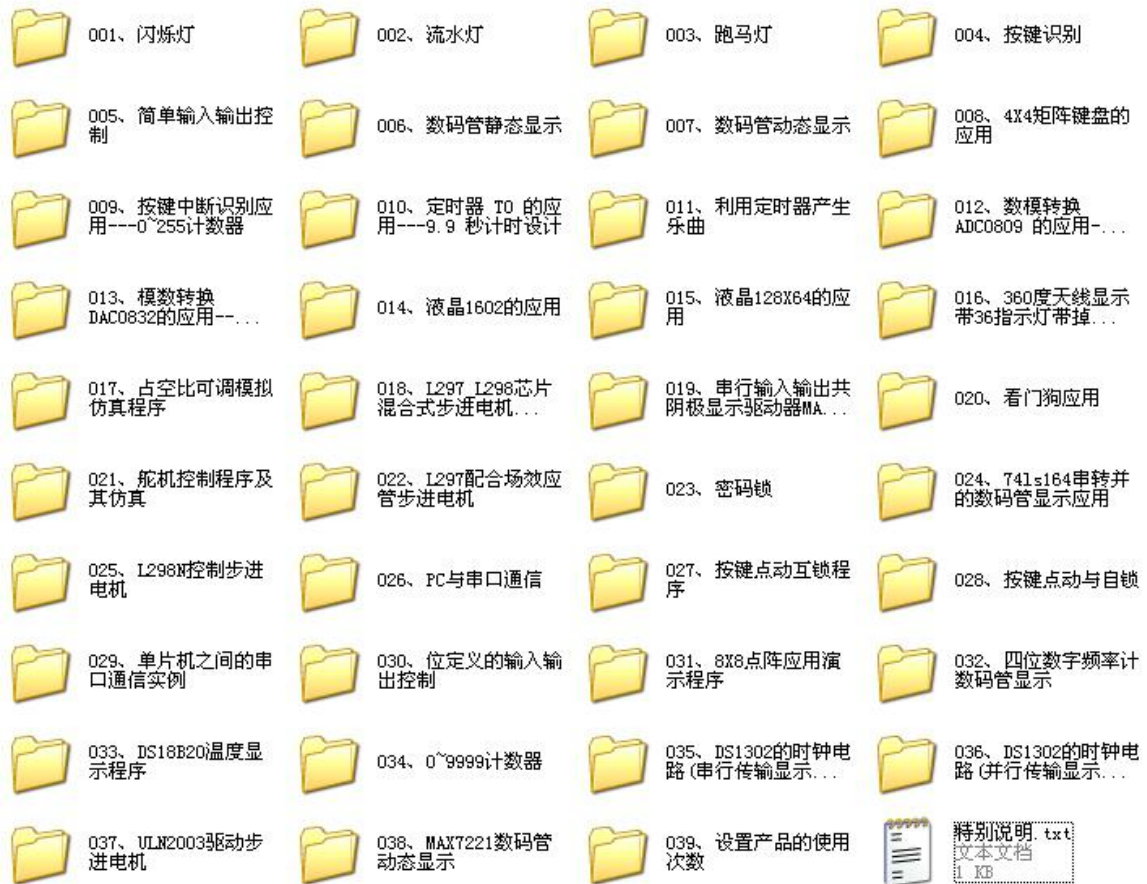 001、闪烁灯
002、流水灯
003、跑马灯
004、按键识别
005、简单输入输出控
制
006、数码管静态显示
007、数码管动态显示
008、4X4矩阵键盘的
应用
009、按键中断识别应
用---0~255计数器
010、定时器 T0 的应
用---9.9 秒计时设计
011、利用定时器产生
乐曲
012、数模转换
ADC0809 的应用-...
013、模数转换
DAC0832的应用--...
014、液晶1602的应用
015、液晶128X64的应
用
016、360度天线显示
带36指示灯带掉...
017、占空比可调模拟
仿真程序
018、L297_L298芯片
混合式步进电机...
019、串行输入输出共
阴极显示驱动器MA...
020、看门狗应用
021、舵机控制程序及
其仿真
022、L297配合场效应
管步进电机
023、密码锁
024、74ls164串转并
的数码管显示应用
025、L298N控制步进
电机
026、PC与串口通信
027、按键点动互锁程
序
028、按键点动与自锁
029、单片机之间的串
口通信实例
030、位定义的输入输
出控制
031、8X8点阵应用演
示程序
032、四位数字频率计
数码管显示
033、DS18B20温度显
示程序
034、0~9999计数器
035、DS1302的时钟电
路(串行传输显示...
036、DS1302的时钟电
路(并行传输显示...
037、ULN2003驱动步
进电机
038、MAX7221数码管
动态显示
039、设置产品的使用
次数
特别说明.txt
文本文档
1 KB